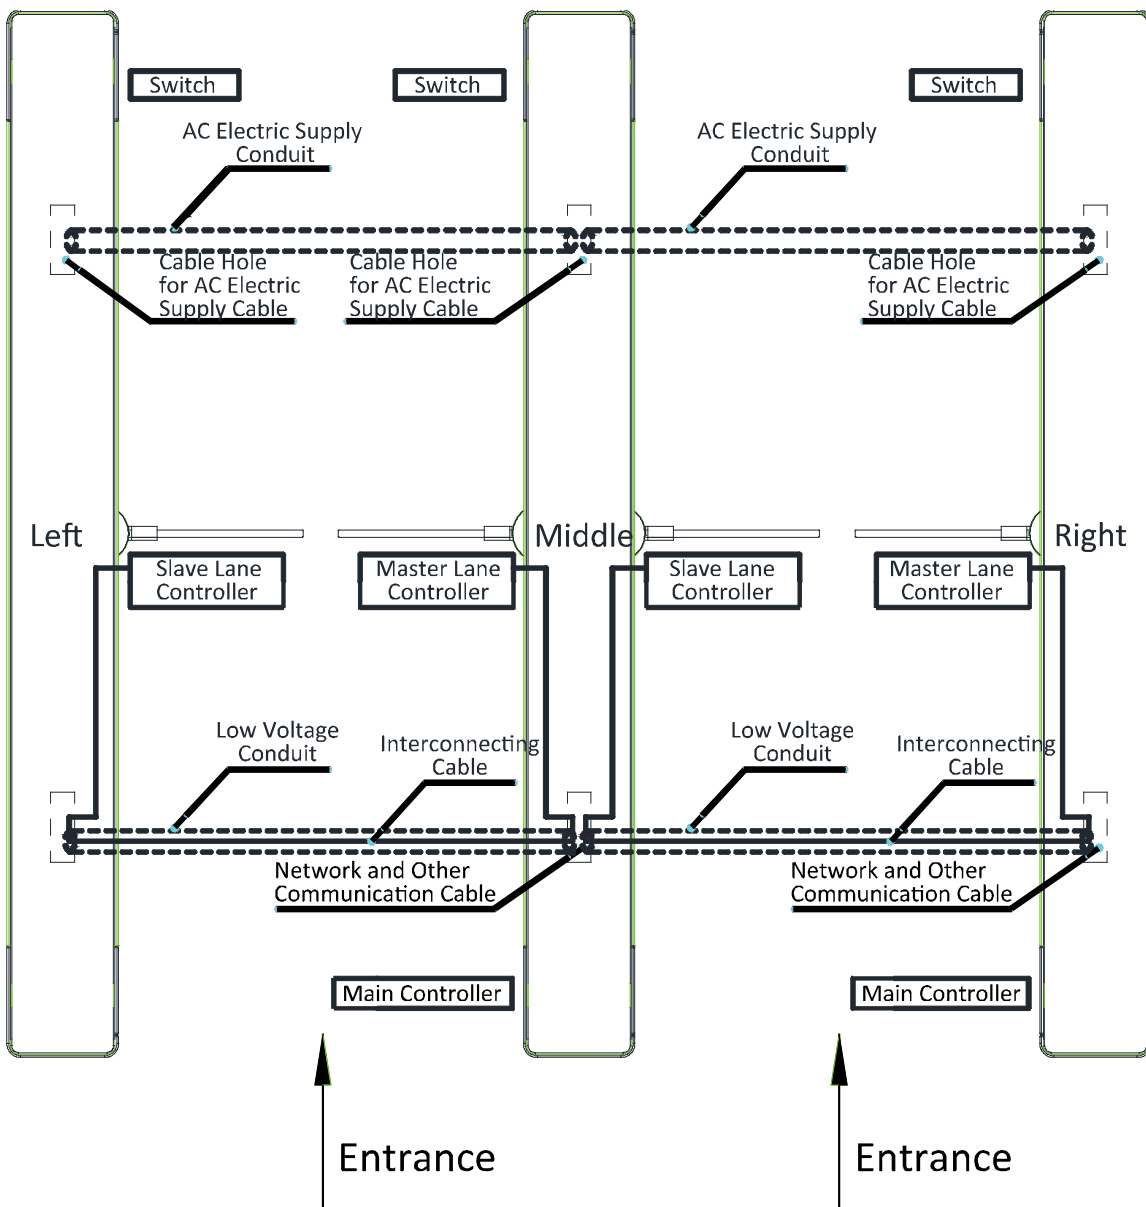 Switch
Switch
Switch
AC Electric Supply
Conduit
AC Electric Supply
Conduit
Cable Hole
for AC Electric
Supply Cable
Cable Hole
for AC Electric
Supply Cable
Cable Hole
for AC Electric
Supply Cable
Left
Middle
Right
Slave Lane
Controller
Master Lane
Controller
Slave Lane
Controller
Master Lane
Controller
Low Voltage
Conduit
Interconnecting
Cable
Low Voltage
Conduit
Interconnecting
Cable
Network and Other
Communication Cable
Network and Other
Communication Cable
Main Controller
Main Controller
Entrance
Entrance